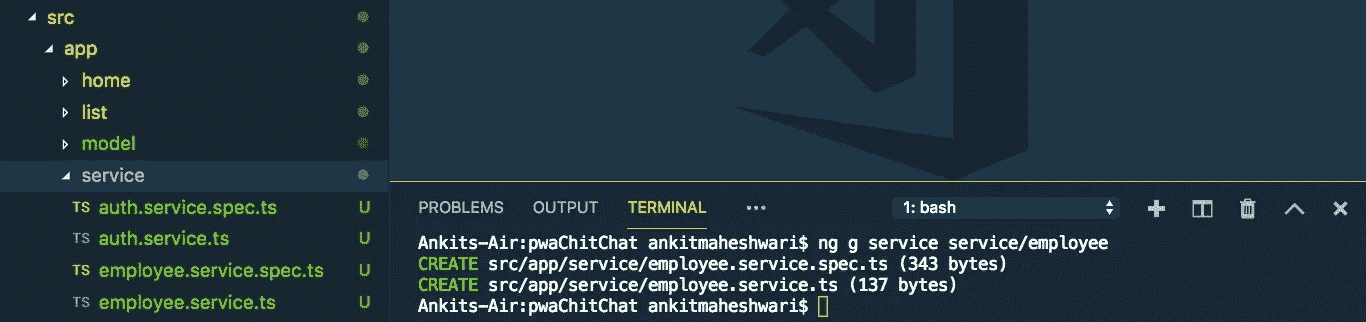 src
app
home
list
model
service
TS auth.service.spec.ts U
TS auth.service.ts U
TS employee.service.spec.ts U
TS employee.service.ts U
PROBLEMS OUTPUT TERMINAL ... 1: bash
Ankits-Air:pwaChitChat ankitmaheshwari$ ng g service service/employee
CREATE src/app/service/employee.service.spec.ts (343 bytes)
CREATE src/app/service/employee.service.ts (137 bytes)
Ankits-Air:pwaChitChat ankitmaheshwari$